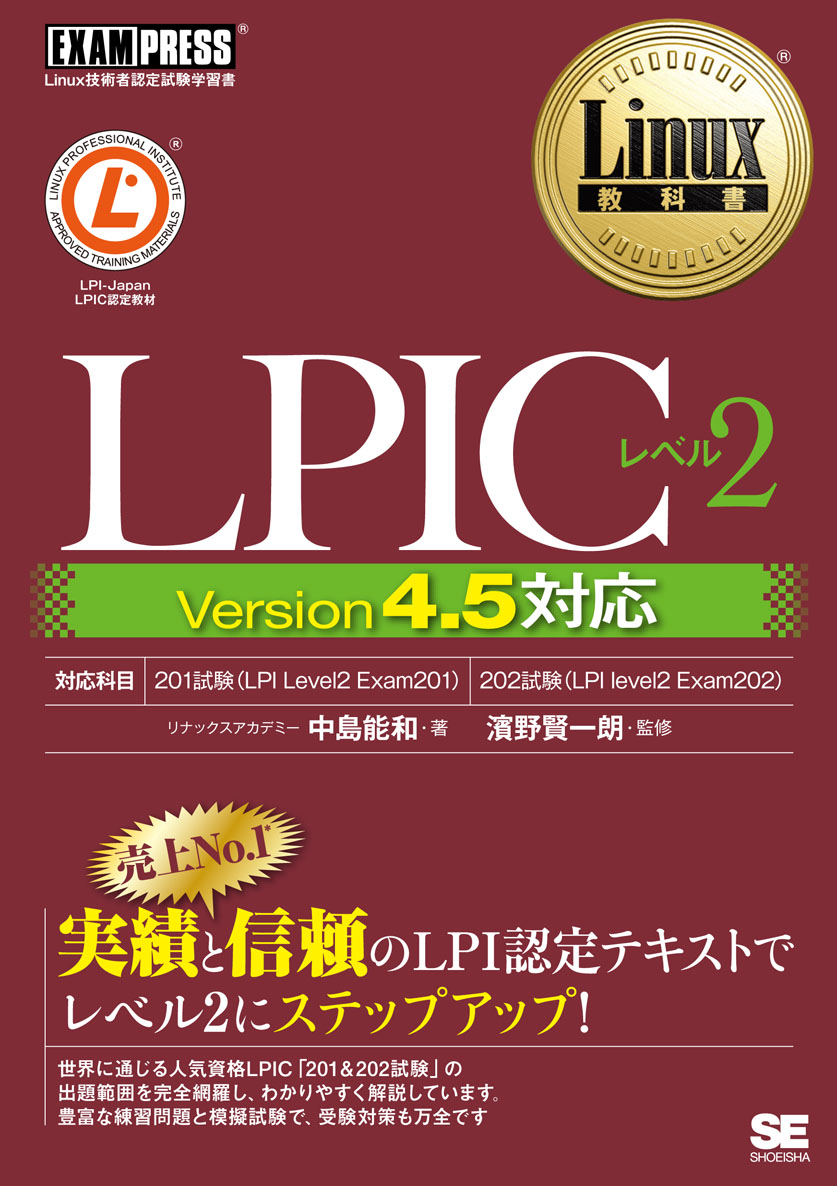 EXAMPRESS®
Linux技術者認定試験学習書
®
Linux
教科書
LINUX PROFESSIONAL INSTITUTE
®
L
APPROVED TRAINING MATERIALS
LPI-Japan
LPIC認定教材
LPIC レベル2
Version 4.5対応
対応科目 201試験（LPI Level2 Exam201） 202試験（LPI level2 Exam202）
リナックスアカデミー 中島能和・著 濱野賢一朗・監修
売上No.1*
実績と信頼のLPI認定テキストで
レベル2にステップアップ！
世界に通じる人気資格LPIC「201&202試験」の
出題範囲を完全網羅し、わかりやすく解説しています。
豊富な練習問題と模擬試験で、受験対策も万全です
SE
SHOEISHA